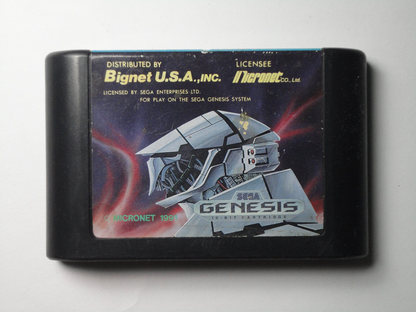 DISTRIBUTED BY
Bignet U.S.A., INC.
LICENSEE
Micronet CO., Ltd.
LICENSED BY SEGA ENTERPRISES LTD.
FOR PLAY ON THE SEGA GENESIS SYSTEM
SEGA
GENESIS
16-BIT CARTRIDGE
MICRONET 199